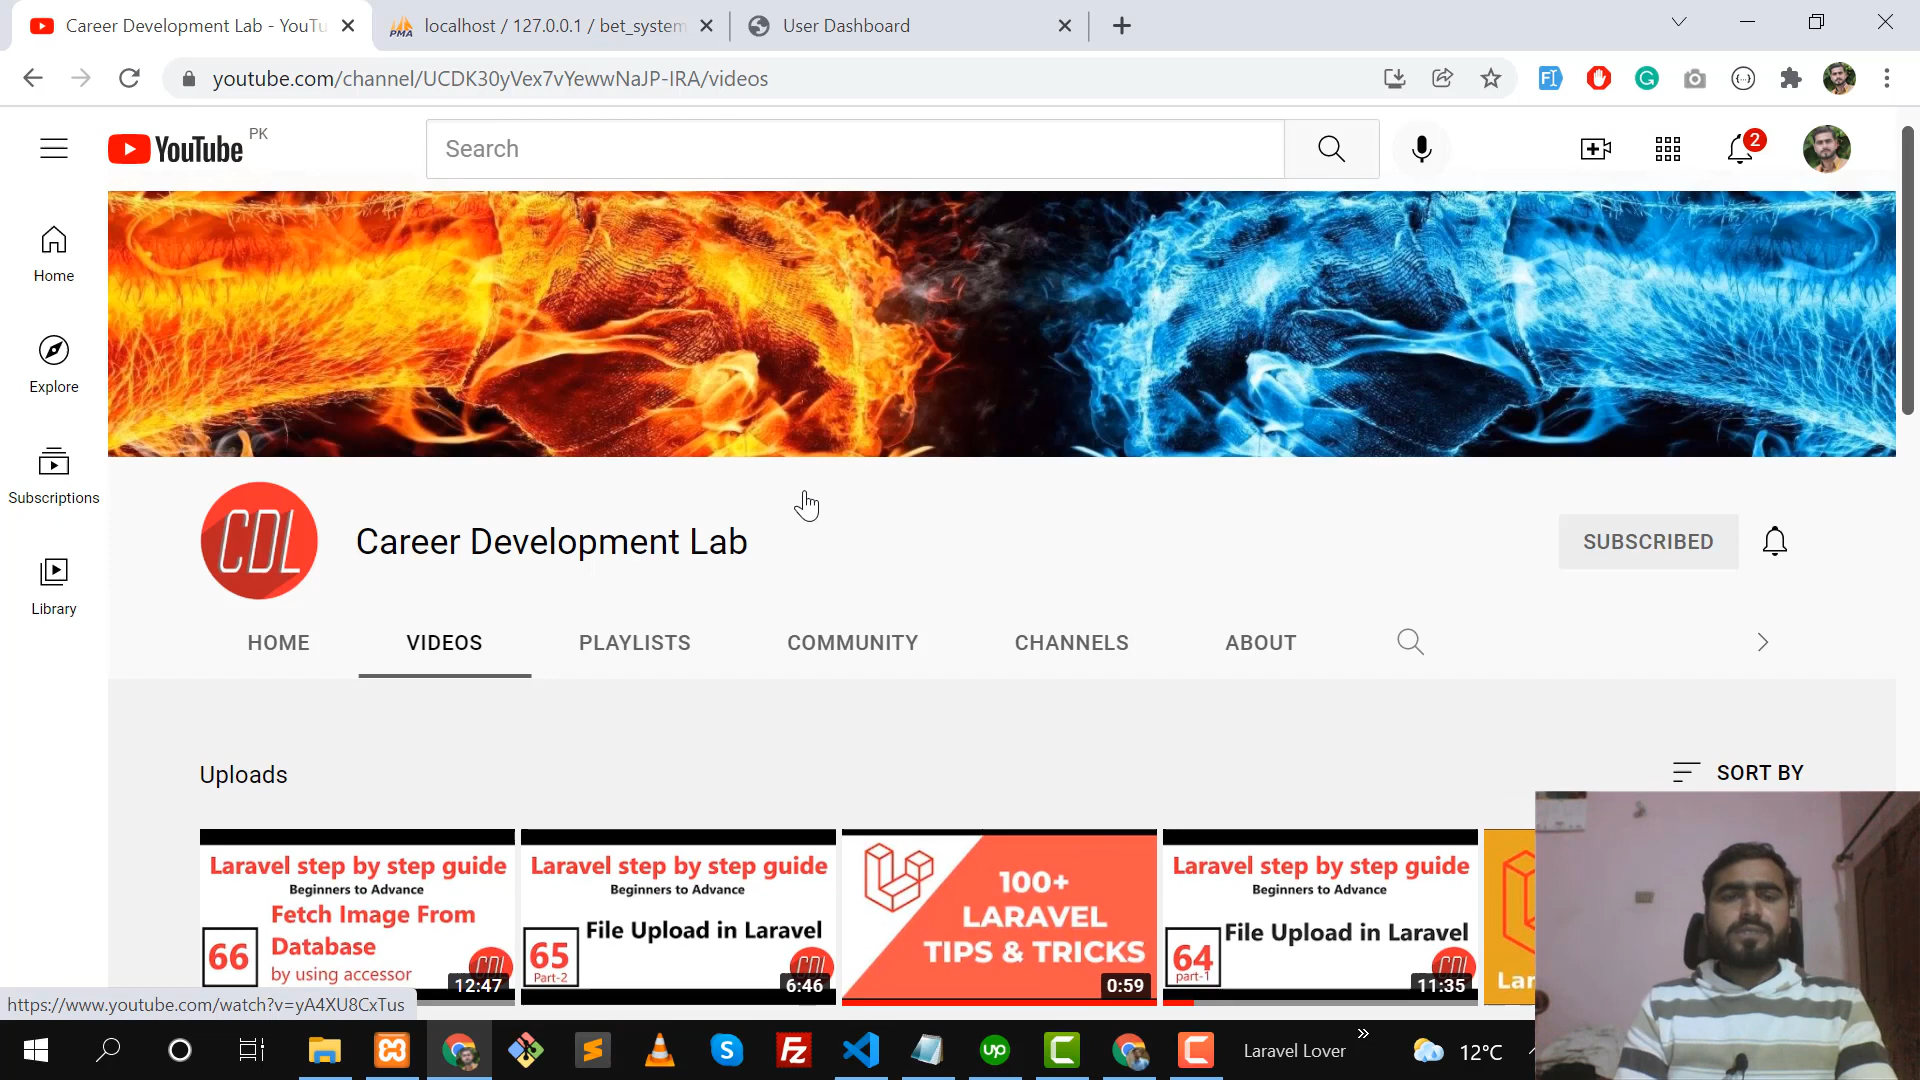 Career Development Lab - YouTu
localhost / 127.0.0.1 / bet_system
User Dashboard
youtube.com/channel/UCDK30yVex7vYewwNaJP-IRA/videos
YouTube PK
Search
2
Home
Explore
Subscriptions
Library
CDL
Career Development Lab
SUBSCRIBED
HOME
VIDEOS
PLAYLISTS
COMMUNITY
CHANNELS
ABOUT
Uploads
SORT BY
Laravel step by step guide
Beginners to Advance
Fetch Image From
Database
by using accessor
66
12:47
Laravel step by step guide
Beginners to Advance
File Upload in Laravel
65
Part-2
6:46
100+
LARAVEL
TIPS & TRICKS
0:59
Laravel step by step guide
Beginners to Advance
File Upload in Laravel
64
part-1
11:35
Lar
https://www.youtube.com/watch?v=yA4XU8CxTus
Laravel Lover
12°C